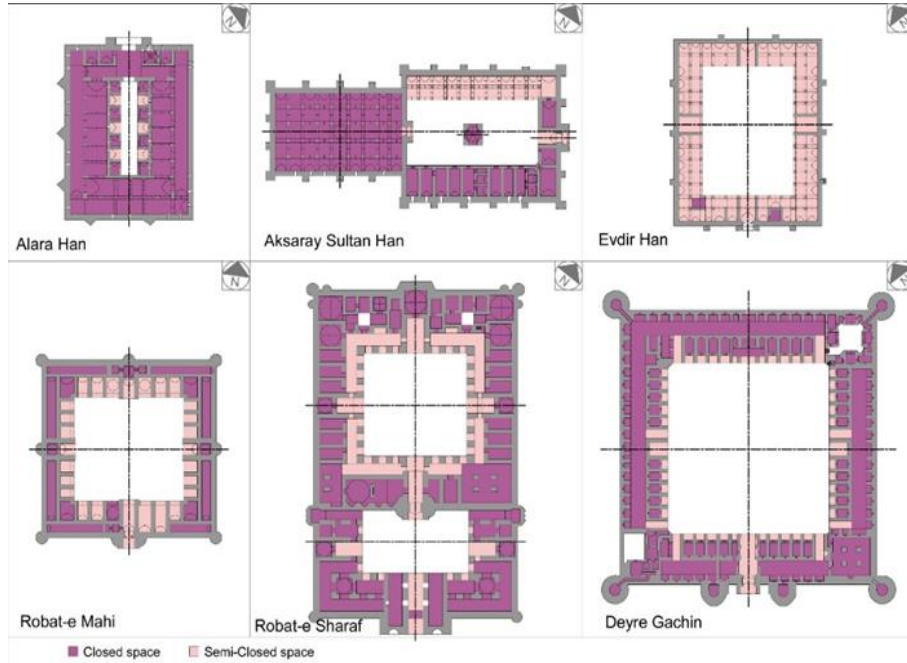 N
N
N
Alara Han
Aksaray Sultan Han
Evdir Han
N
N
N
Robat-e Mahi
Robat-e Sharaf
Deyre Gachin
Closed space
Semi-Closed space